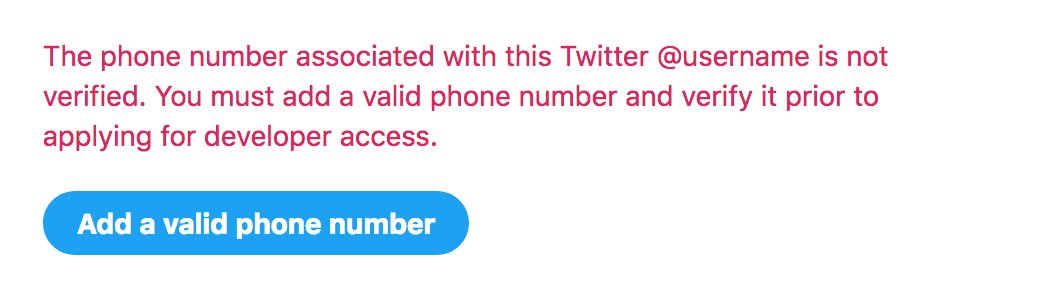 The phone number associated with this Twitter @username is not
verified. You must add a valid phone number and verify it prior to
applying for developer access.
Add a valid phone number